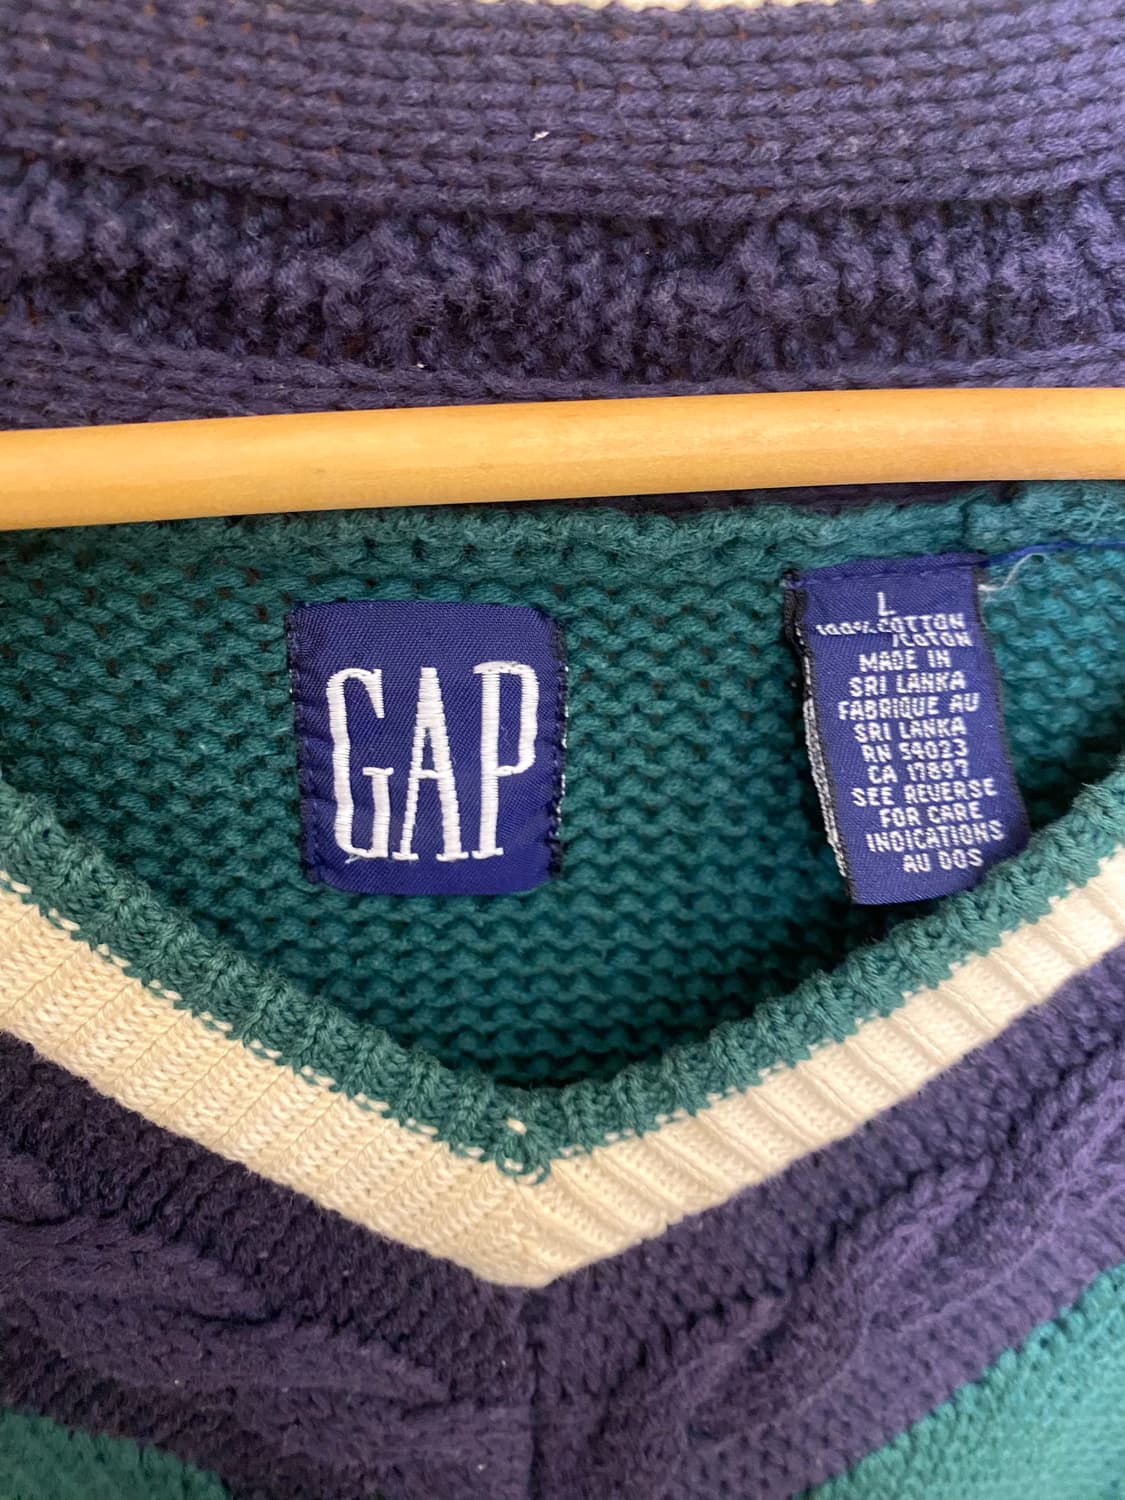 GAP
L
100% COTTON
/COTON
MADE IN
SRI LANKA
FABRIQUE AU
SRI LANKA
RN 54023
CA 17897
SEE REVERSE
FOR CARE
INDICATIONS
AU DOS